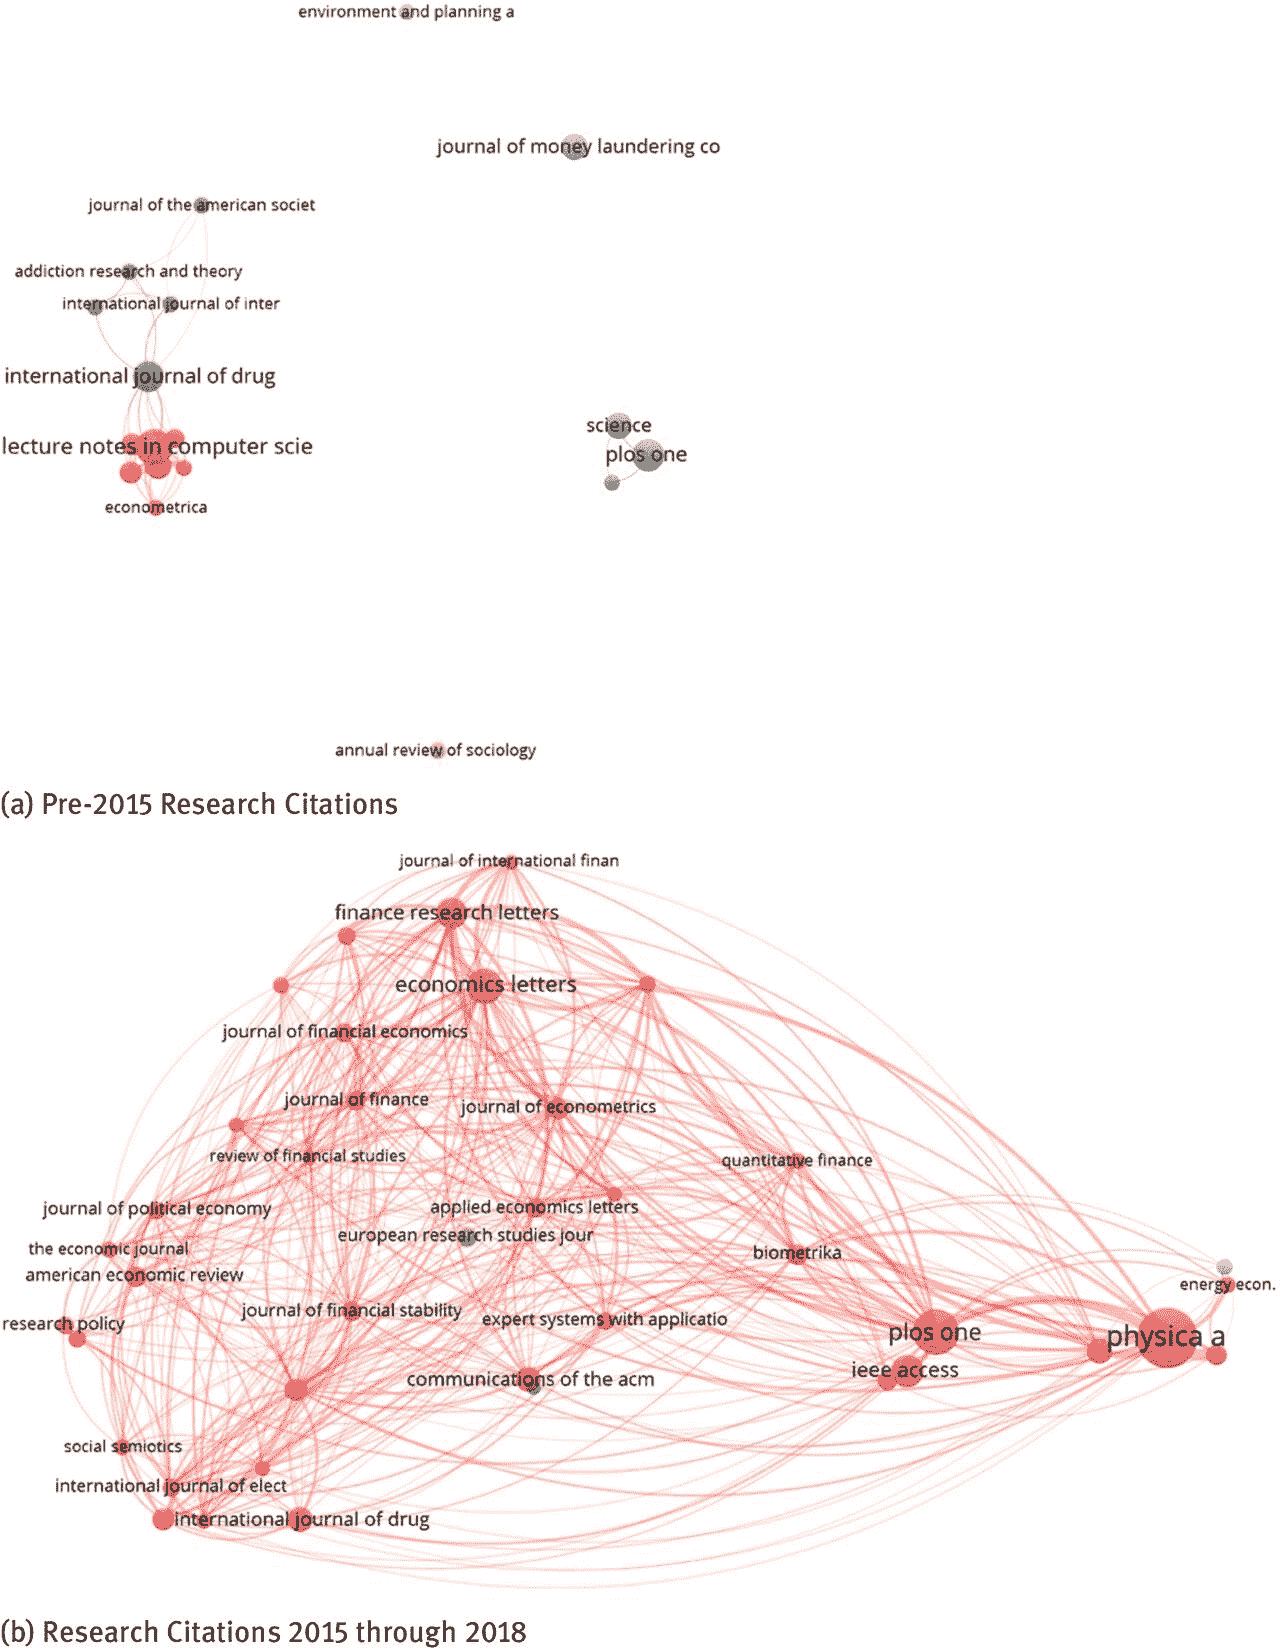 environment and planning a
journal of money laundering co
journal of the american societ
addiction research and theory
international journal of inter
international journal of drug
science
lecture notes in computer scie
plos one
econometrica
annual review of sociology
(a) Pre-2015 Research Citations
journal of international finan
finance research letters
economics letters
journal of financial economics
journal of finance
journal of econometrics
review of financial studies
quantitative finance
journal of political economy
applied economics letters
european research studies jour
the economic journal
biometrika
american economic review
energy econ.
journal of financial stability
expert systems with applicatio
research policy
plos one
physica a
ieee access
communications of the acm
social semiotics
international journal of elect
international journal of drug
(b) Research Citations 2015 through 2018